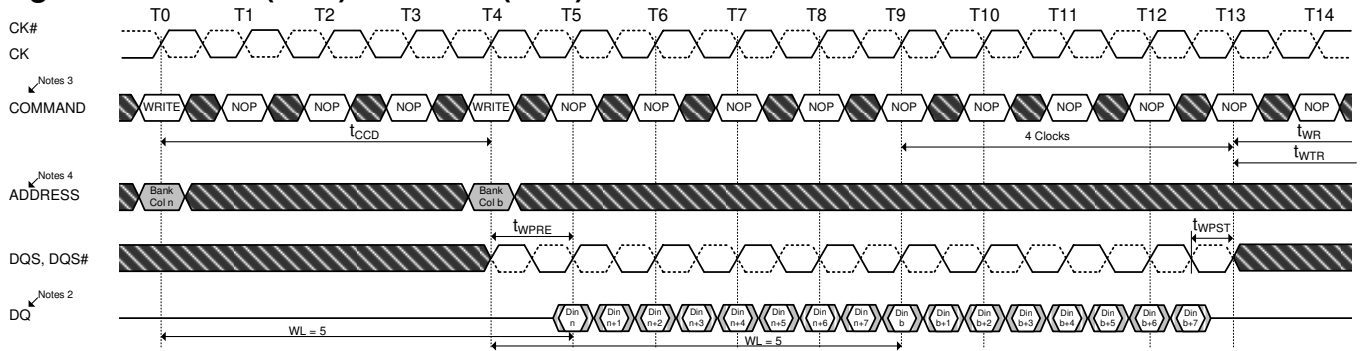 T0 T1 T2 T3 T4 T5 T6 T7 T8 T9 T10 T11 T12 T13 T14
CK#
CK
Notes 3
COMMAND
WRITE NOP NOP NOP WRITE NOP NOP NOP NOP NOP NOP NOP NOP NOP NOP
tCCD
4 Clocks
tWR
tWTR
Notes 4
ADDRESS
Bank Col n
Bank Col b
tWPRE
tWPST
DQS, DQS#
Notes 2
DQ
Din n Din n+1 Din n+2 Din n+3 Din n+4 Din n+5 Din n+6 Din n+7 Din b Din b+1 Din b+2 Din b+3 Din b+4 Din b+5 Din b+6 Din b+7
WL = 5
WL = 5